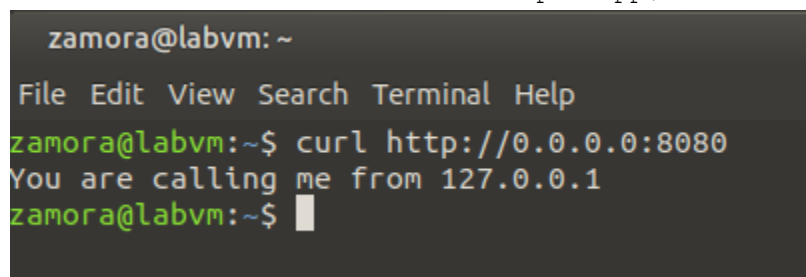 zamora@labvm: ~
File Edit View Search Terminal Help
zamora@labvm:~$ curl http://0.0.0.0:8080
You are calling me from 127.0.0.1
zamora@labvm:~$